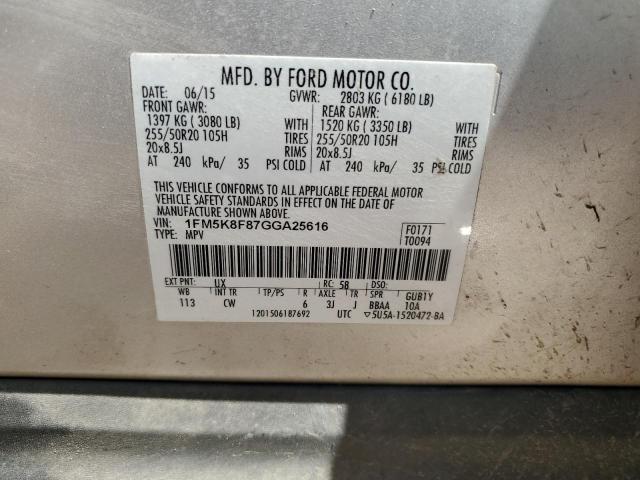 MFD. BY FORD MOTOR CO.
DATE: 06/15 GVWR: 2803 KG ( 6180 LB)
FRONT GAWR: REAR GAWR:
1397 KG ( 3080 LB) WITH 1520 KG ( 3350 LB) WITH
255/50R20 105H TIRES 255/50R20 105H TIRES
20x8.5J RIMS 20x8.5J RIMS
AT 240 kPa/ 35 PSI COLD AT 240 kPa/ 35 PSI COLD
THIS VEHICLE CONFORMS TO ALL APPLICABLE FEDERAL MOTOR
VEHICLE SAFETY STANDARDS IN EFFECT ON THE DATE OF
MANUFACTURE SHOWN ABOVE.
VIN: 1FM5K8F87GGA25616 F0171
TYPE: MPV T0094
EXT PNT: UX RC: 58 DSO:
WB INT TR TP/PS R AXLE TR SPR GUB1Y
113 CW 6 3J J BBAA 10A
1201506187692 UTC ▽5U5A-1520472-BA